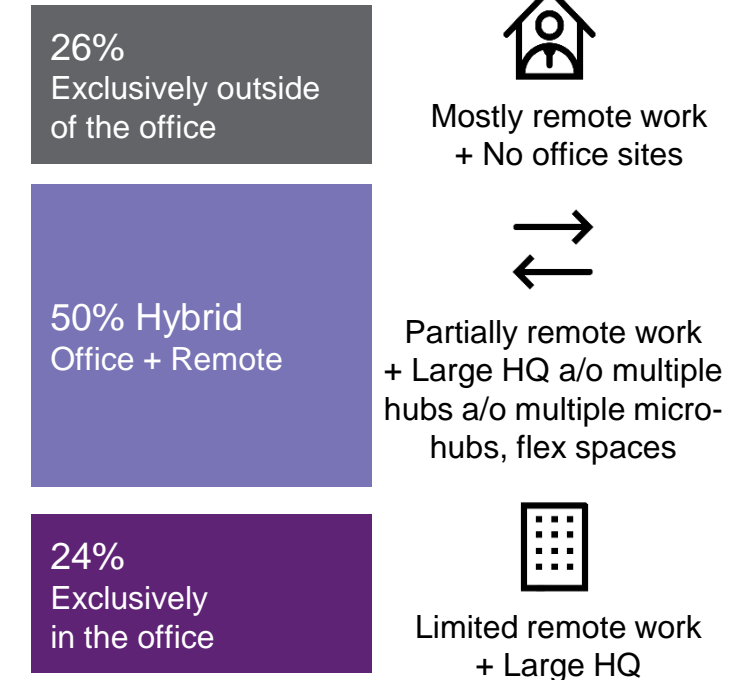 26%
Exclusively outside
of the office
Mostly remote work
+ No office sites
50% Hybrid
Office + Remote
Partially remote work
+ Large HQ a/o multiple
hubs a/o multiple micro-
hubs, flex spaces
24%
Exclusively
in the office
Limited remote work
+ Large HQ